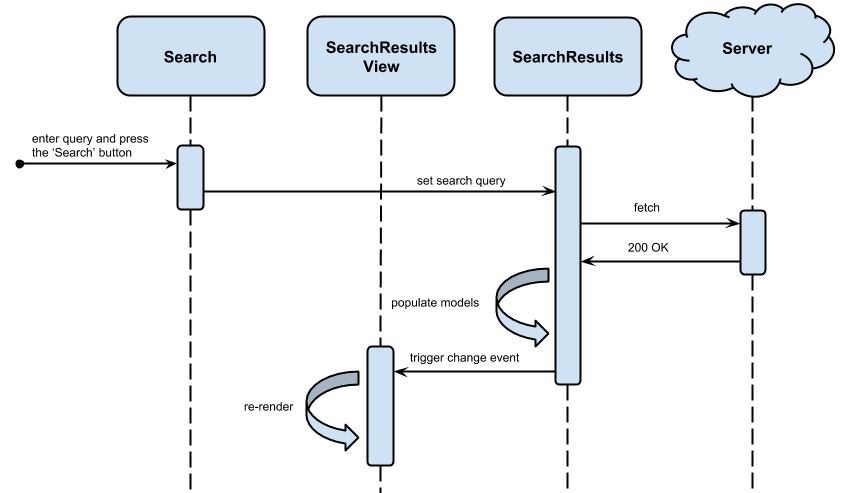 Search
SearchResults
View
SearchResults
Server
enter query and press
the ‘Search’ button
set search query
fetch
200 OK
populate models
trigger change event
re-render